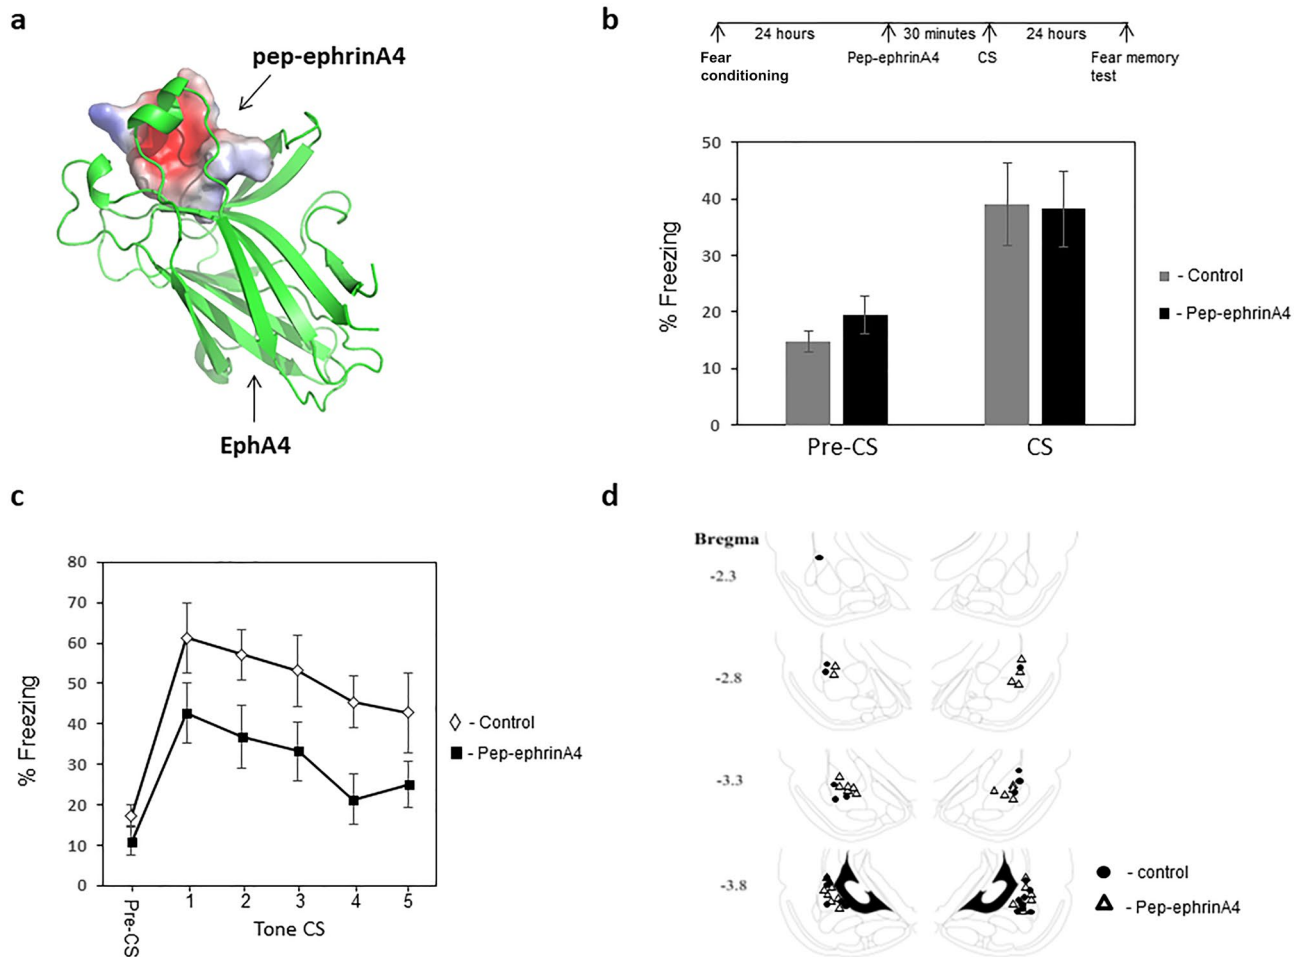 a
pep-ephrinA4
EphA4
b
24 hours
30 minutes
24 hours
Fear conditioning
Pep-ephrinA4
CS
Fear memory test
50
40
30
20
10
0
% Freezing
Pre-CS
CS
- Control
- Pep-ephrinA4
c
80
70
60
50
40
30
20
10
0
% Freezing
Pre-CS
1
2
3
4
5
Tone CS
- Control
- Pep-ephrinA4
d
Bregma
-2.3
-2.8
-3.3
-3.8
- control
- Pep-ephrinA4